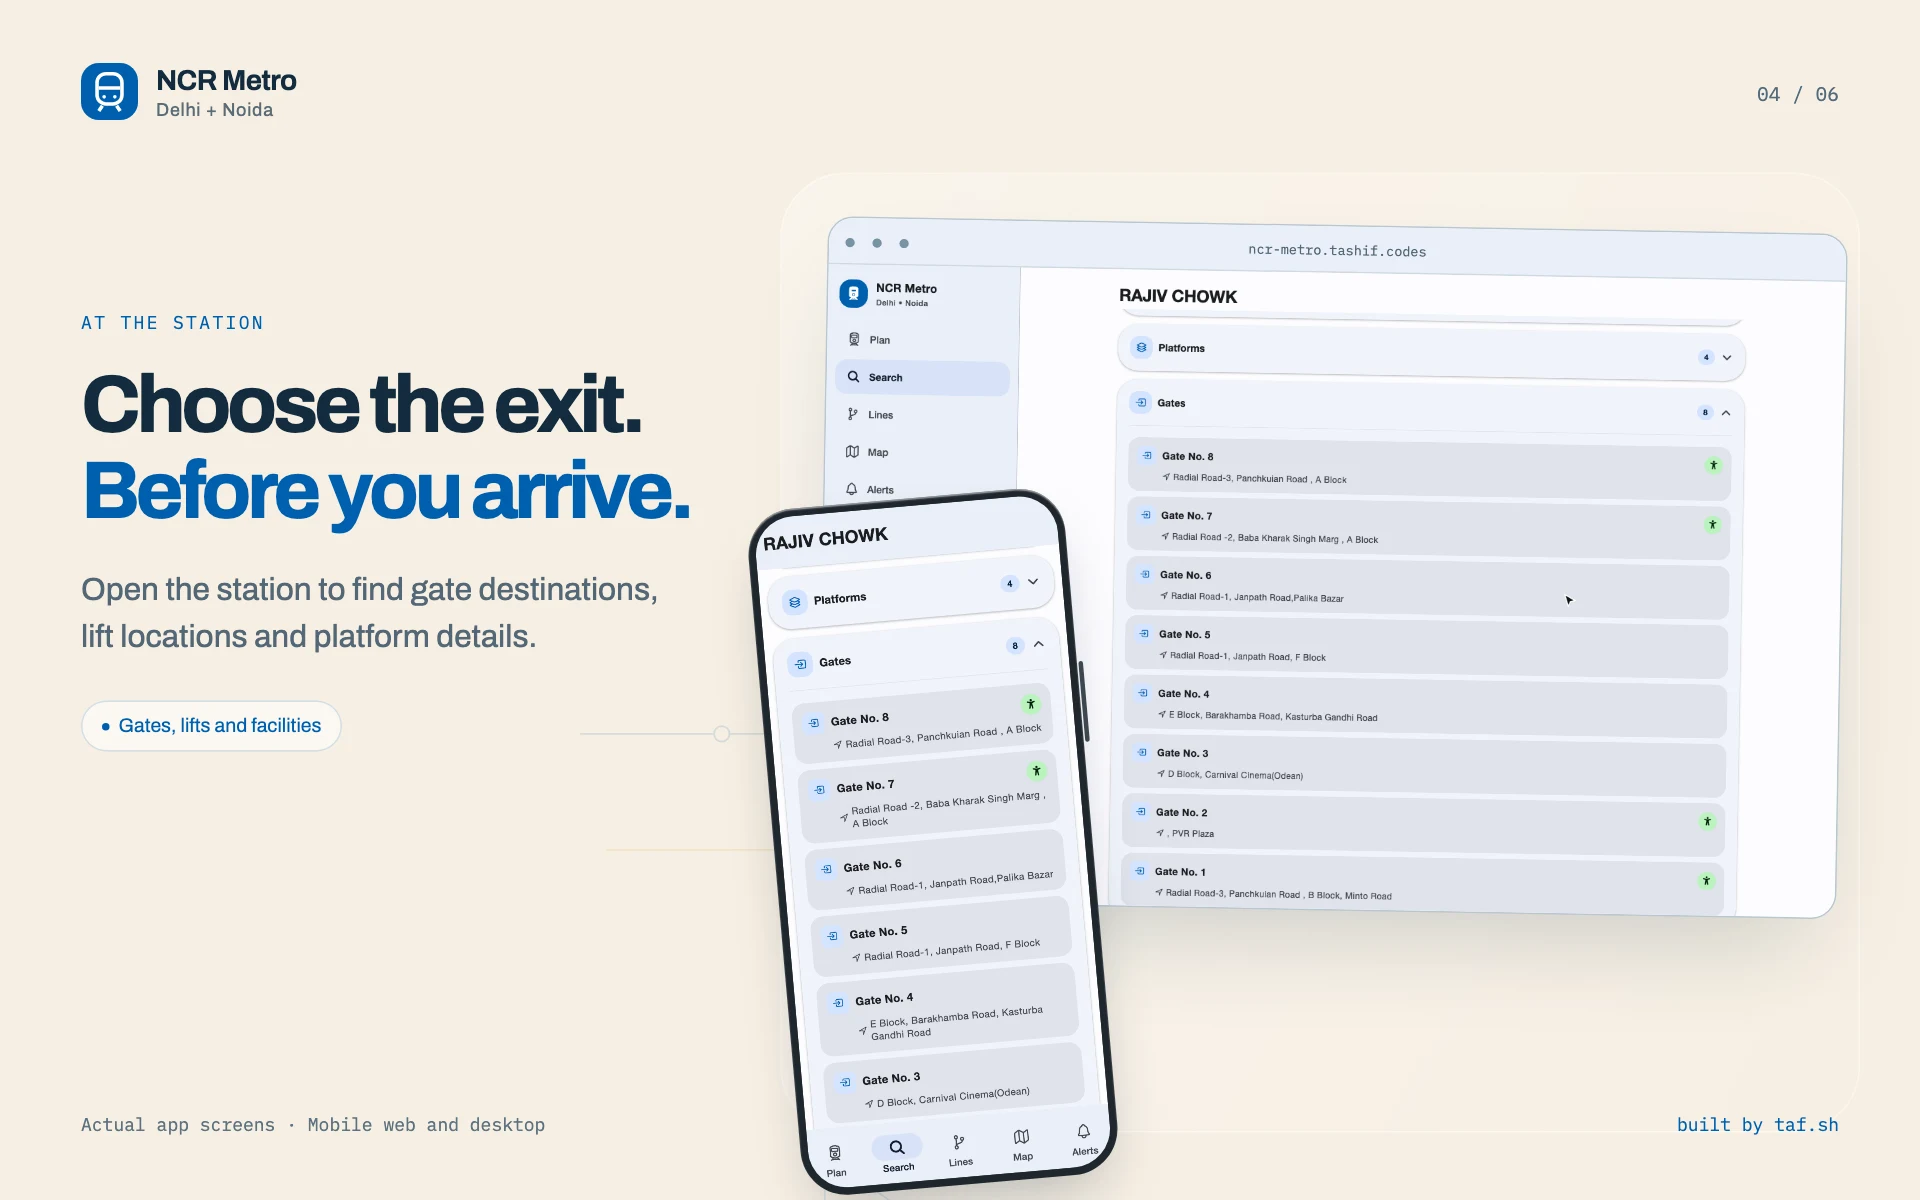 NCR Metro
Delhi + Noida
04 / 06
AT THE STATION
Choose the exit.
Before you arrive.
Open the station to find gate destinations,
lift locations and platform details.
Gates, lifts and facilities
ncr-metro.tashif.codes
NCR Metro
Delhi • Noida
Plan
Search
Lines
Map
Alerts
RAJIV CHOWK
Platforms
4
Gates
8
Gate No. 8
Radial Road-3, Panchkuian Road , A Block
Gate No. 7
Radial Road -2, Baba Kharak Singh Marg , A Block
Gate No. 6
Radial Road-1, Janpath Road,Palika Bazar
Gate No. 5
Radial Road-1, Janpath Road, F Block
Gate No. 4
E Block, Barakhamba Road, Kasturba Gandhi Road
Gate No. 3
D Block, Carnival Cinema(Odean)
Gate No. 2
, PVR Plaza
Gate No. 1
Radial Road-3, Panchkuian Road , B Block, Minto Road
RAJIV CHOWK
Platforms
4
Gates
8
Gate No. 8
Radial Road-3, Panchkuian Road , A Block
Gate No. 7
Radial Road -2, Baba Kharak Singh Marg ,
A Block
Gate No. 6
Radial Road-1, Janpath Road,Palika Bazar
Gate No. 5
Radial Road-1, Janpath Road, F Block
Gate No. 4
E Block, Barakhamba Road, Kasturba
Gandhi Road
Gate No. 3
D Block, Carnival Cinema(Odean)
Plan
Search
Lines
Map
Alerts
Actual app screens · Mobile web and desktop
built by taf.sh